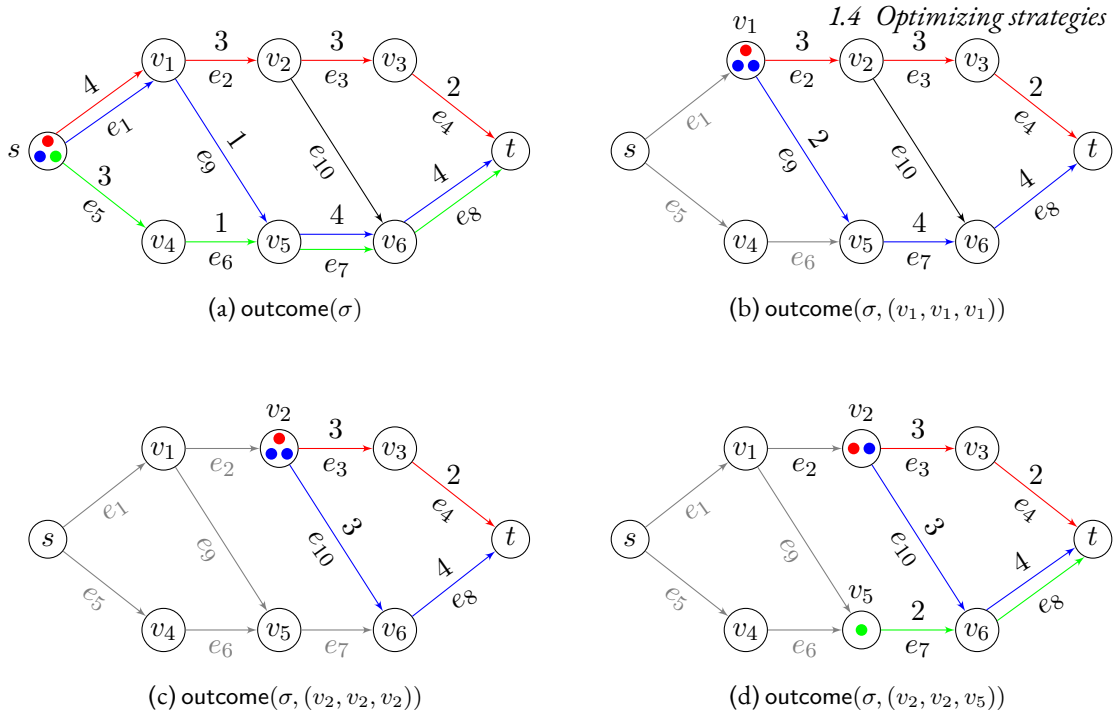 1.4 Optimizing strategies
v1 3 v2 3 v3
4 e2 e3 2
e1 1 e4
s e9 e10 t
3 4
e5 1 4 e8
v4 e6 v5 e7 v6
(a) outcome(σ)
v1 3 v2 3 v3
e2 e3 2
e1 2 e4
s e9 e10 t
4
e5 4 e8
v4 e6 v5 e7 v6
(b) outcome(σ, (v1, v1, v1))
v2
v1 e2 3 v3
e3 2
e1 3 e4
s e9 e10 t
4
e5 e8
v4 e6 v5 e7 v6
(c) outcome(σ, (v2, v2, v2))
v2
v1 e2 3 v3
e3 2
e1 3 e4
s e9 e10 t
4
e5 v5 2 e8
v4 e6 e7 v6
(d) outcome(σ, (v2, v2, v5))